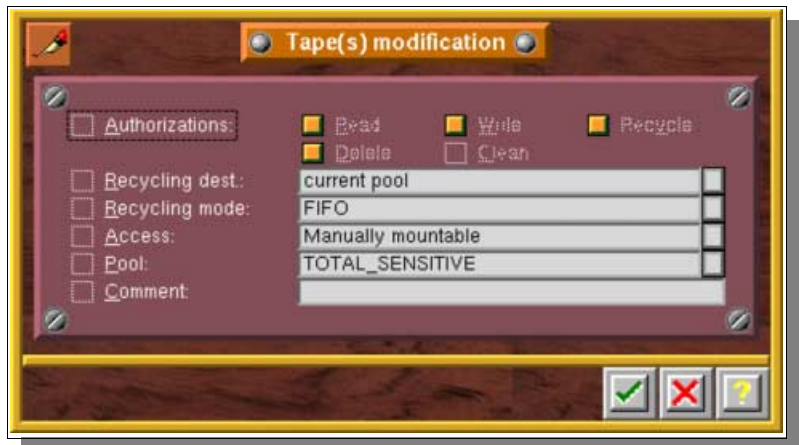 Tape(s) modification
Authorizations: Read Write Recycle
Delete Clean
Recycling dest.: current pool
Recycling mode: FIFO
Access: Manually mountable
Pool: TOTAL_SENSITIVE
Comment:
?